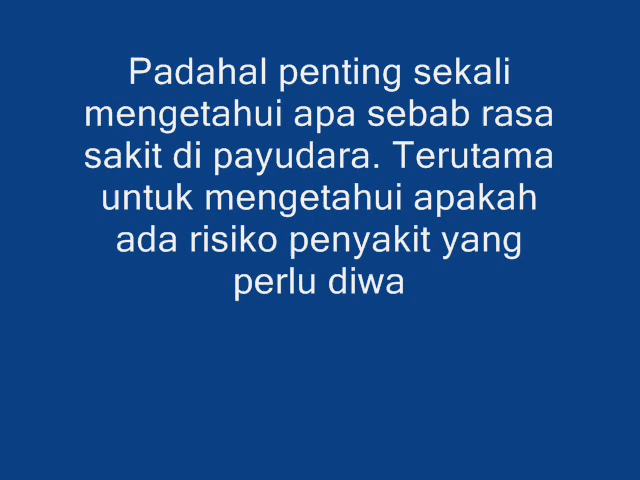 Padahal penting sekali
mengetahui apa sebab rasa
sakit di payudara. Terutama
untuk mengetahui apakah
ada risiko penyakit yang
perlu diwa